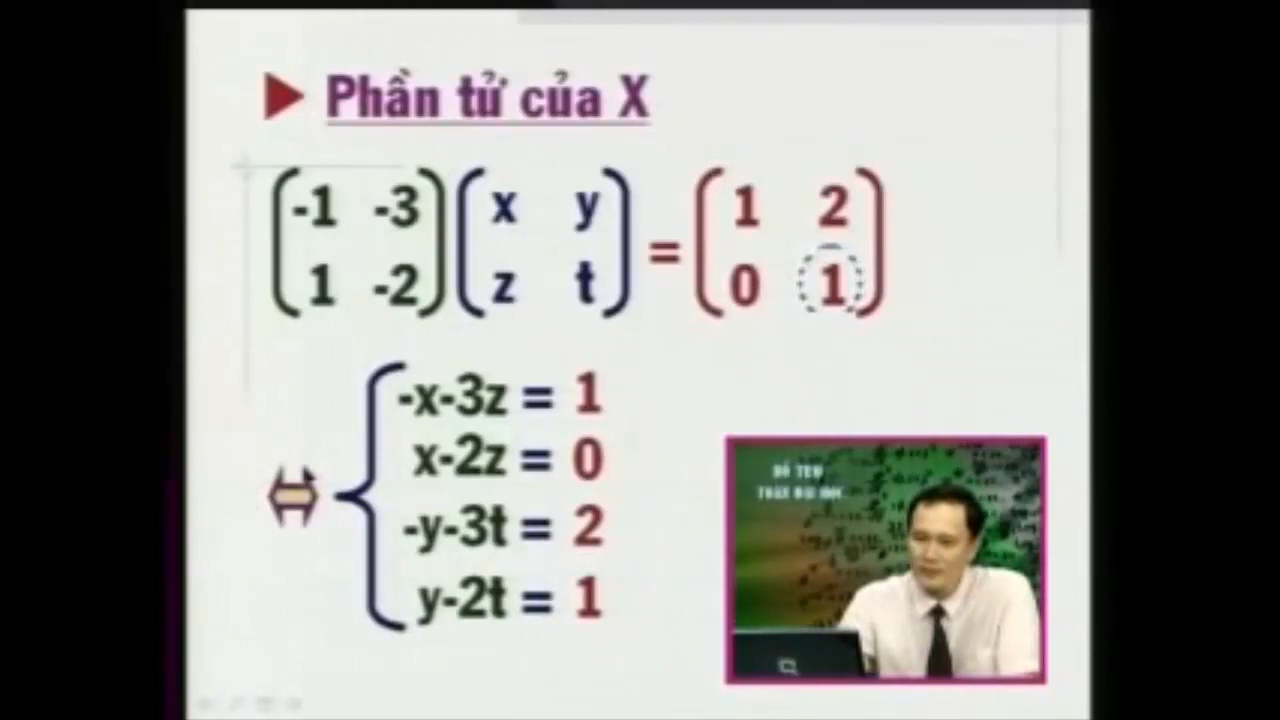 Phần tử của X
-1 -3 x y 1 2
1 -2 z t = 0 1
-x-3z = 1
x-2z = 0
-y-3t = 2
y-2t = 1